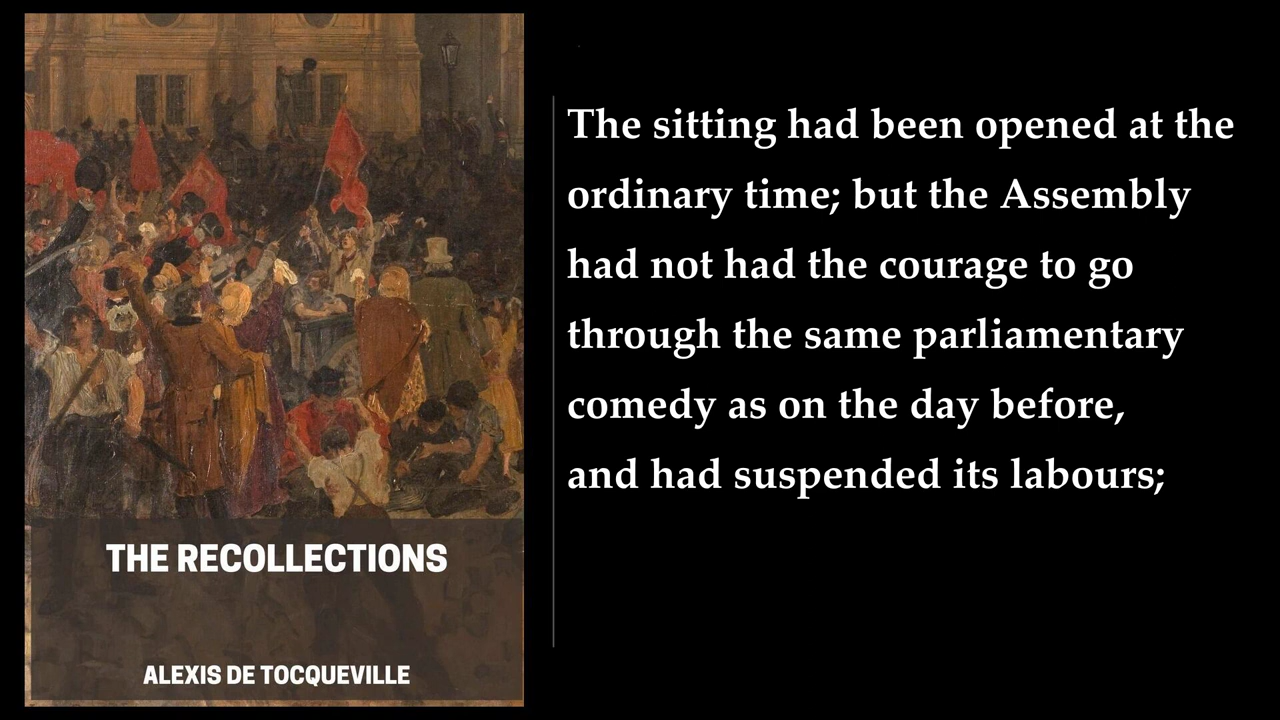 The sitting had been opened at the
ordinary time; but the Assembly
had not had the courage to go
through the same parliamentary
comedy as on the day before,
and had suspended its labours;
THE RECOLLECTIONS
ALEXIS DE TOCQUEVILLE